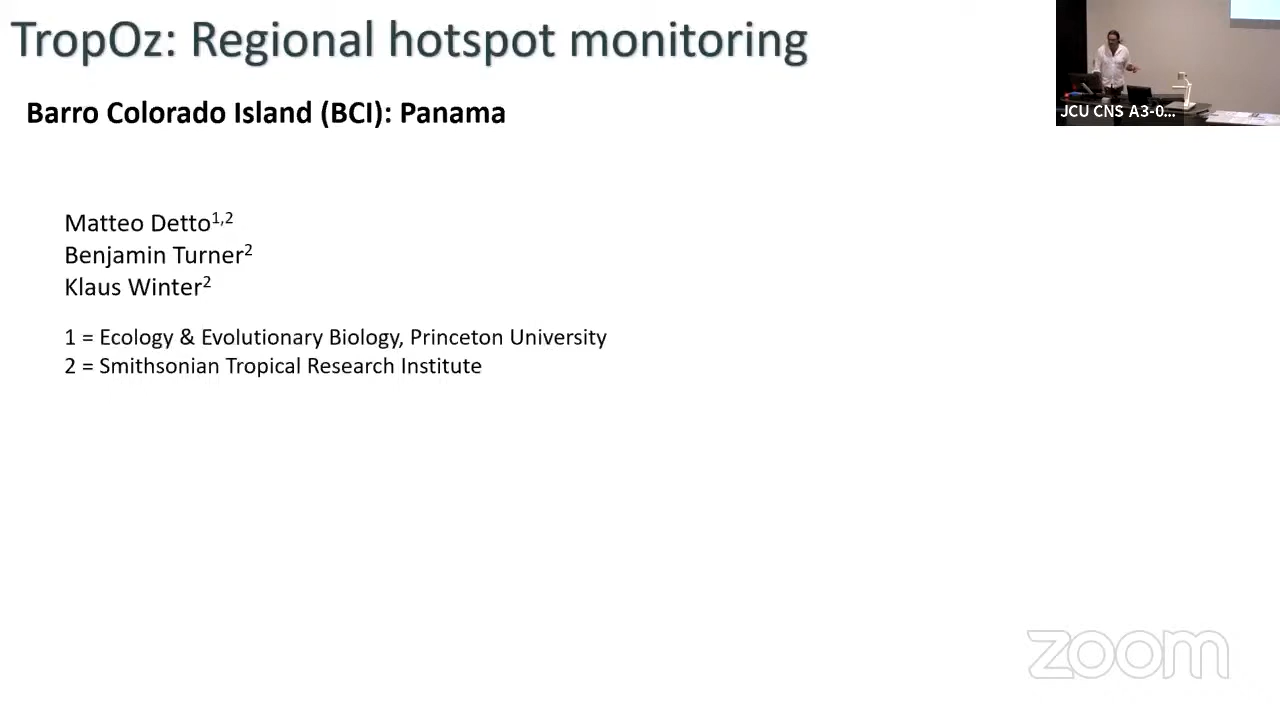 TropOz: Regional hotspot monitoring
JCU CNS A3-0...
Barro Colorado Island (BCI): Panama
Matteo Detto1,2
Benjamin Turner2
Klaus Winter2
1 = Ecology & Evolutionary Biology, Princeton University
2 = Smithsonian Tropical Research Institute
zoom